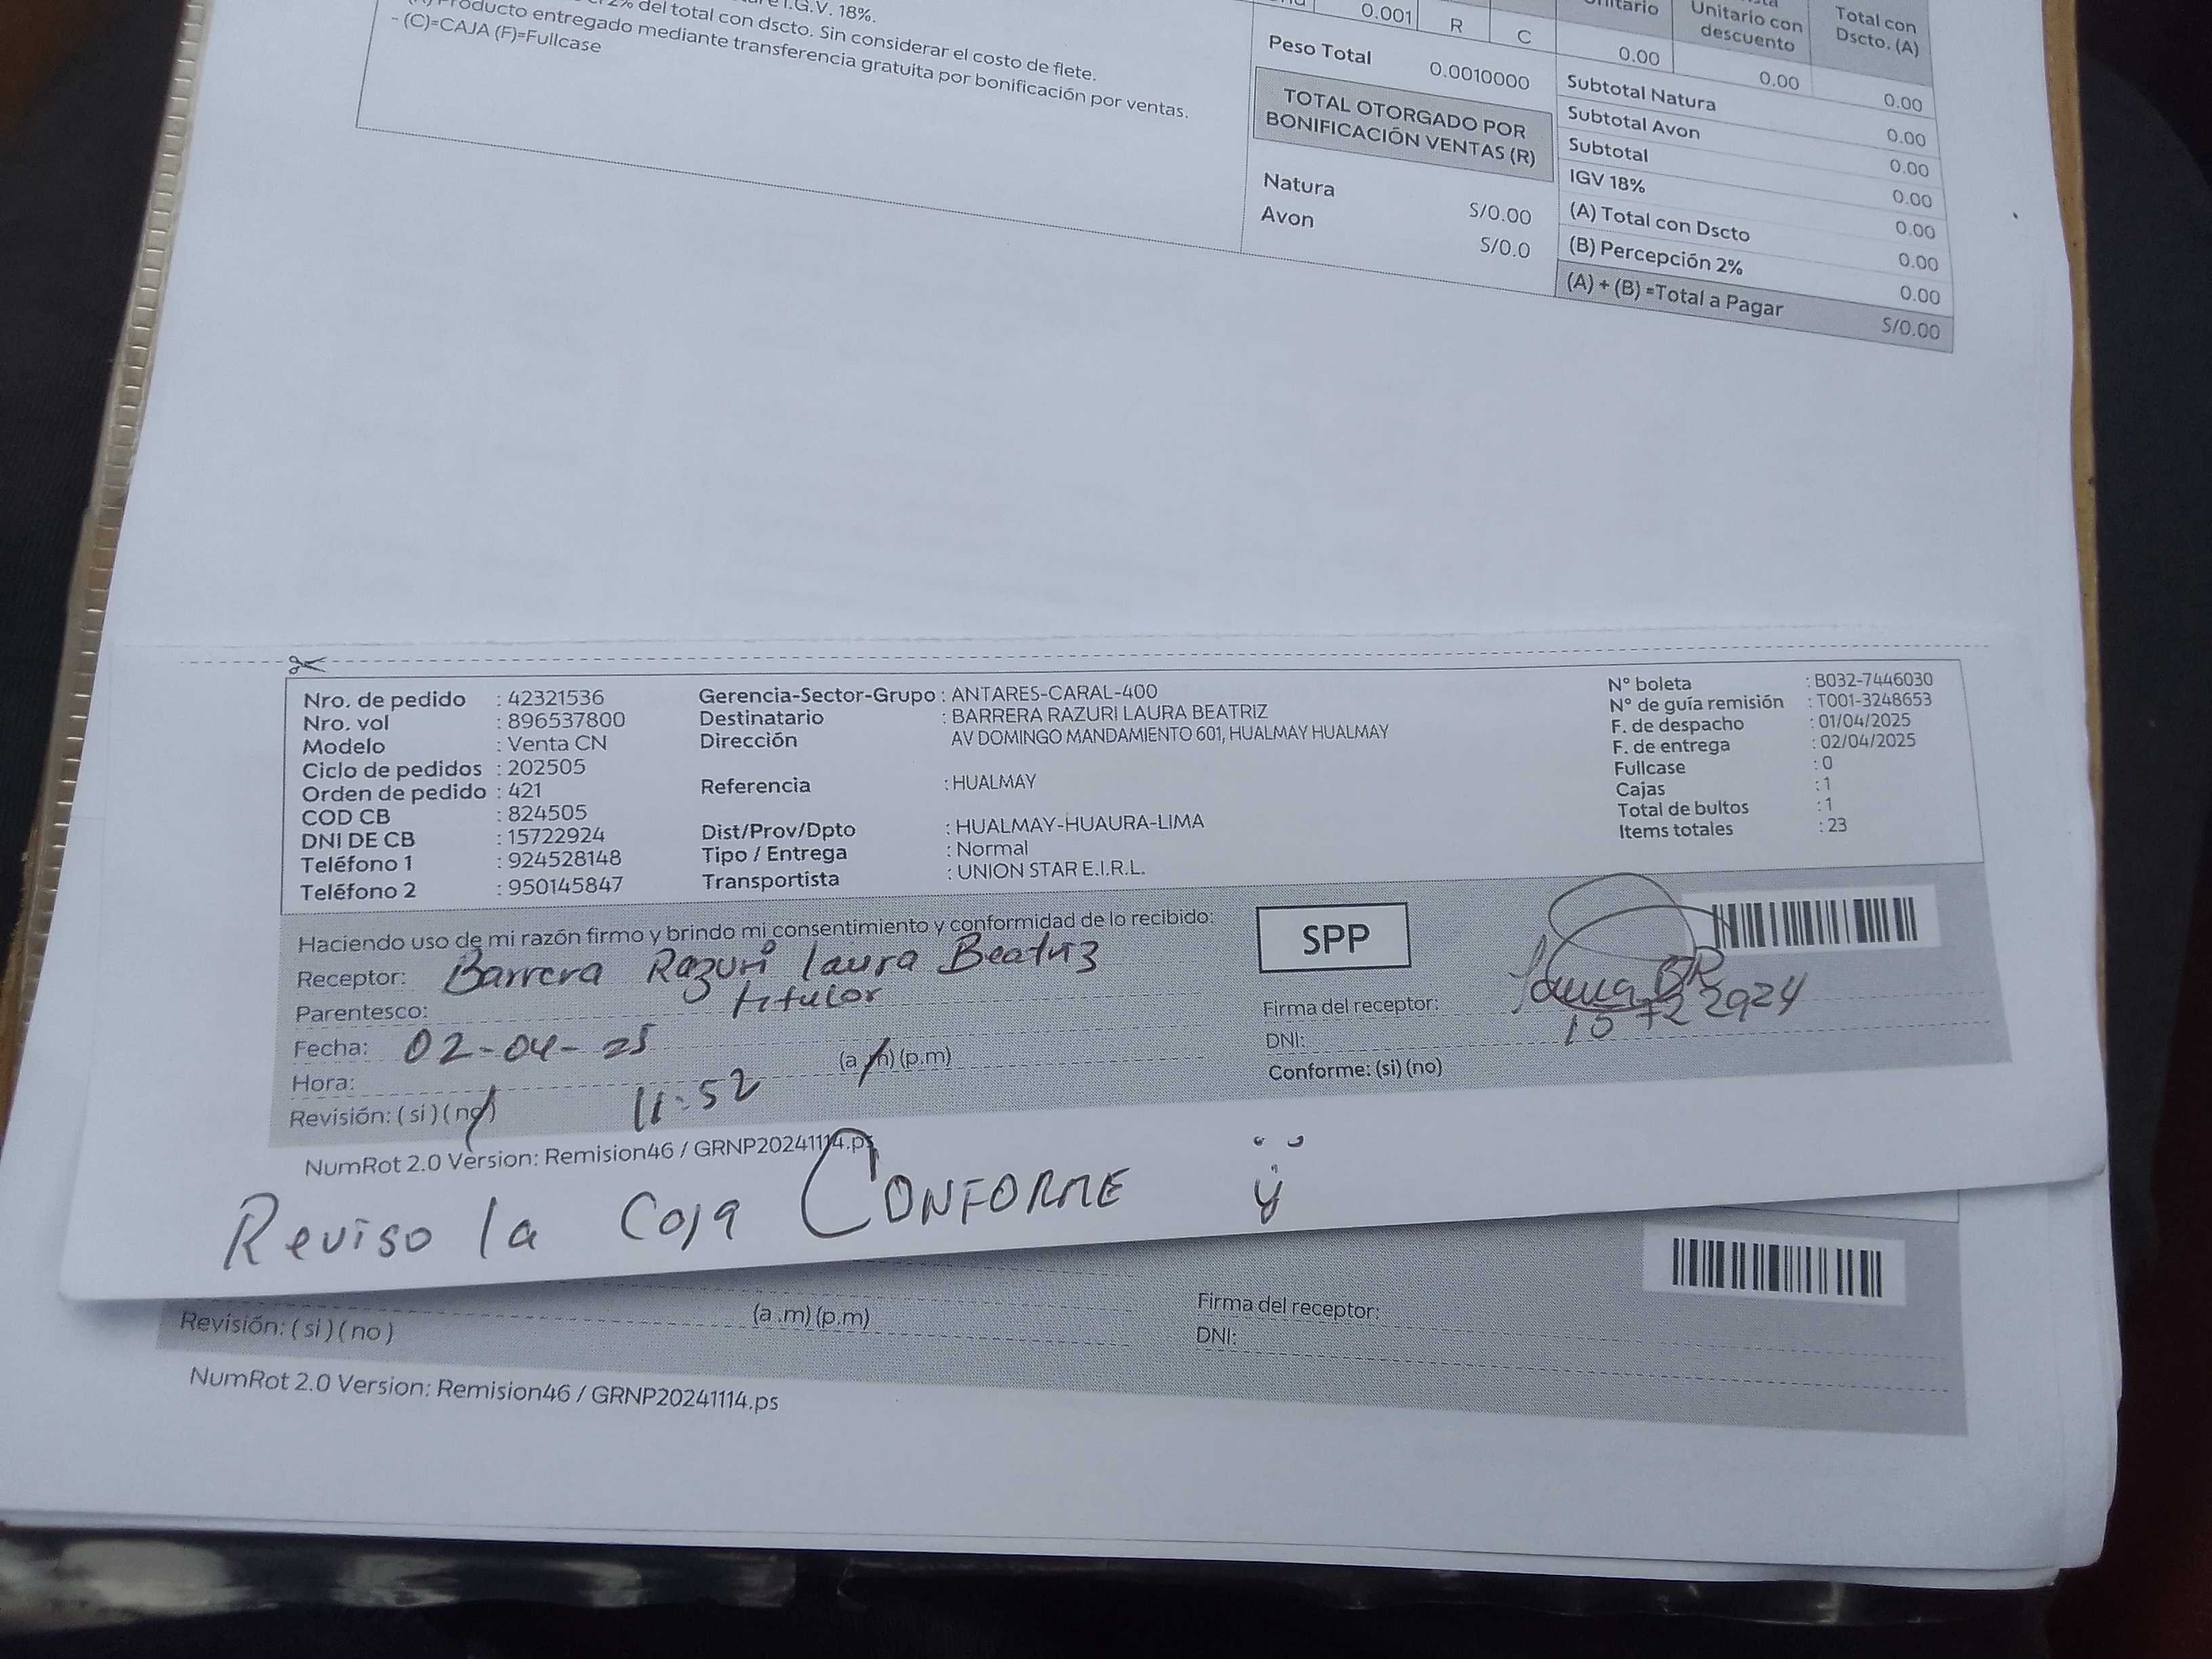 I.G.V. 18%.
2% del total con dscto. Sin considerar el costo de flete.
Producto entregado mediante transferencia gratuita por bonificación por ventas.
- (C)=CAJA (F)=Fullcase
0.001 R C 0.00 0.00 0.00
Unitario con descuento
Total con Dscto. (A)
Peso Total 0.0010000
TOTAL OTORGADO POR
BONIFICACIÓN VENTAS (R)
Natura S/0.00
Avon S/0.0
Subtotal Natura 0.00
Subtotal Avon 0.00
Subtotal 0.00
IGV 18% 0.00
(A) Total con Dscto 0.00
(B) Percepción 2% 0.00
(A) + (B) =Total a Pagar S/0.00
Nro. de pedido : 42321536
Nro. vol : 896537800
Modelo : Venta CN
Ciclo de pedidos : 202505
Orden de pedido : 421
COD CB : 824505
DNI DE CB : 15722924
Teléfono 1 : 924528148
Teléfono 2 : 950145847
Gerencia-Sector-Grupo : ANTARES-CARAL-400
Destinatario : BARRERA RAZURI LAURA BEATRIZ
Dirección AV DOMINGO MANDAMIENTO 601, HUALMAY HUALMAY
Referencia : HUALMAY
Dist/Prov/Dpto : HUALMAY-HUAURA-LIMA
Tipo / Entrega : Normal
Transportista : UNION STAR E.I.R.L.
N° boleta : B032-7446030
N° de guía remisión : T001-3248653
F. de despacho : 01/04/2025
F. de entrega : 02/04/2025
Fullcase : 0
Cajas : 1
Total de bultos : 1
Items totales : 23
Haciendo uso de mi razón firmo y brindo mi consentimiento y conformidad de lo recibido:
Receptor: Barrera Razuri Laura Beatriz
Parentesco: titular
Fecha: 02-04-25
Hora: 11:52 (a.m) (p.m)
Revisión: ( si ) ( no )
SPP
Firma del receptor: Laura BR
DNI: 15722924
Conforme: (si) (no)
NumRot 2.0 Version: Remision46 / GRNP20241114.ps
Reviso la Caja CONFORME
(a .m) (p.m)
Revisión: ( si ) ( no )
Firma del receptor:
DNI:
NumRot 2.0 Version: Remision46 / GRNP20241114.ps